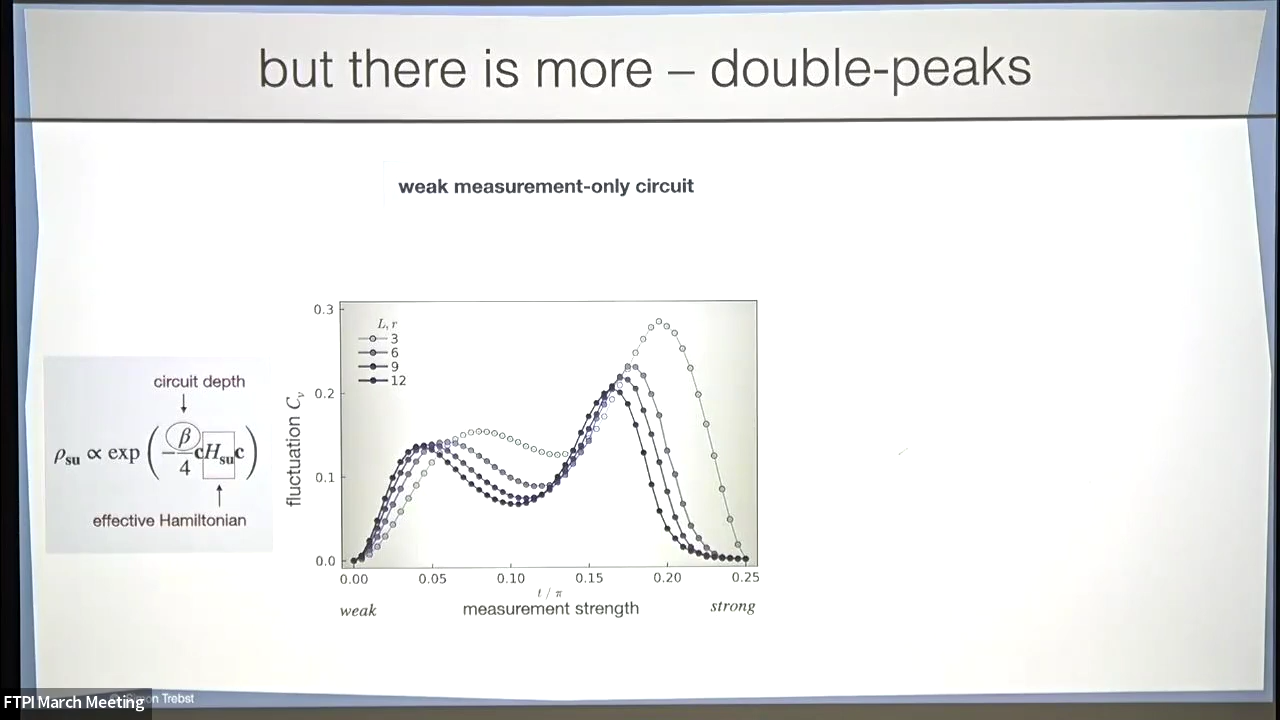 but there is more – double-peaks
weak measurement-only circuit
circuit depth
ρsu ∝ exp ( − β/4 cHsuc )
effective Hamiltonian
fluctuation Cv
0.3
0.2
0.1
0.0
L, r
3
6
9
12
0.00 0.05 0.10 0.15 0.20 0.25
t / π
weak measurement strength strong
FTPI March Meeting
on Trebst